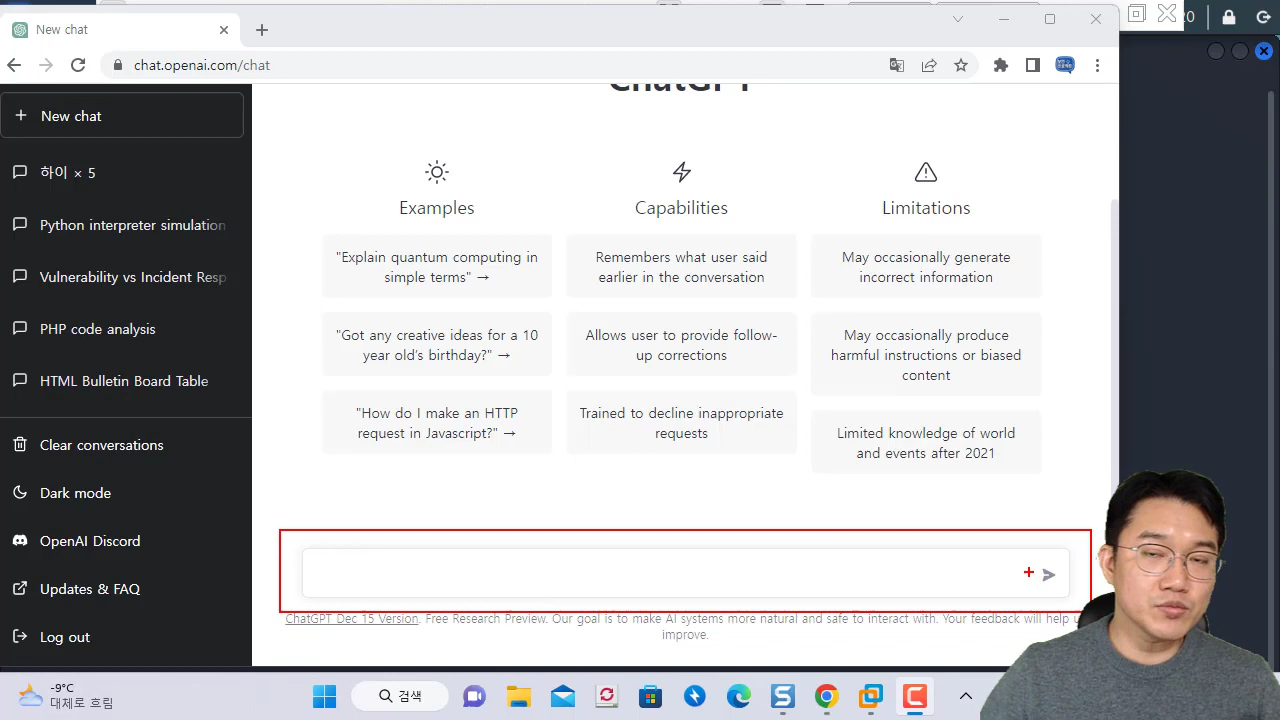 New chat
20
chat.openai.com/chat
ChatGPT
New chat
하이 × 5
Python interpreter simulation
Vulnerability vs Incident Resp
PHP code analysis
HTML Bulletin Board Table
Clear conversations
Dark mode
OpenAI Discord
Updates & FAQ
Log out
Examples
"Explain quantum computing in
simple terms" →
"Got any creative ideas for a 10
year old's birthday?" →
"How do I make an HTTP
request in Javascript?" →
Capabilities
Remembers what user said
earlier in the conversation
Allows user to provide follow-
up corrections
Trained to decline inappropriate
requests
Limitations
May occasionally generate
incorrect information
May occasionally produce
harmful instructions or biased
content
Limited knowledge of world
and events after 2021
ChatGPT Dec 15 Version. Free Research Preview. Our goal is to make AI systems more natural and safe to interact with. Your feedback will help u
improve.
-9°C
대체로 흐림
검색